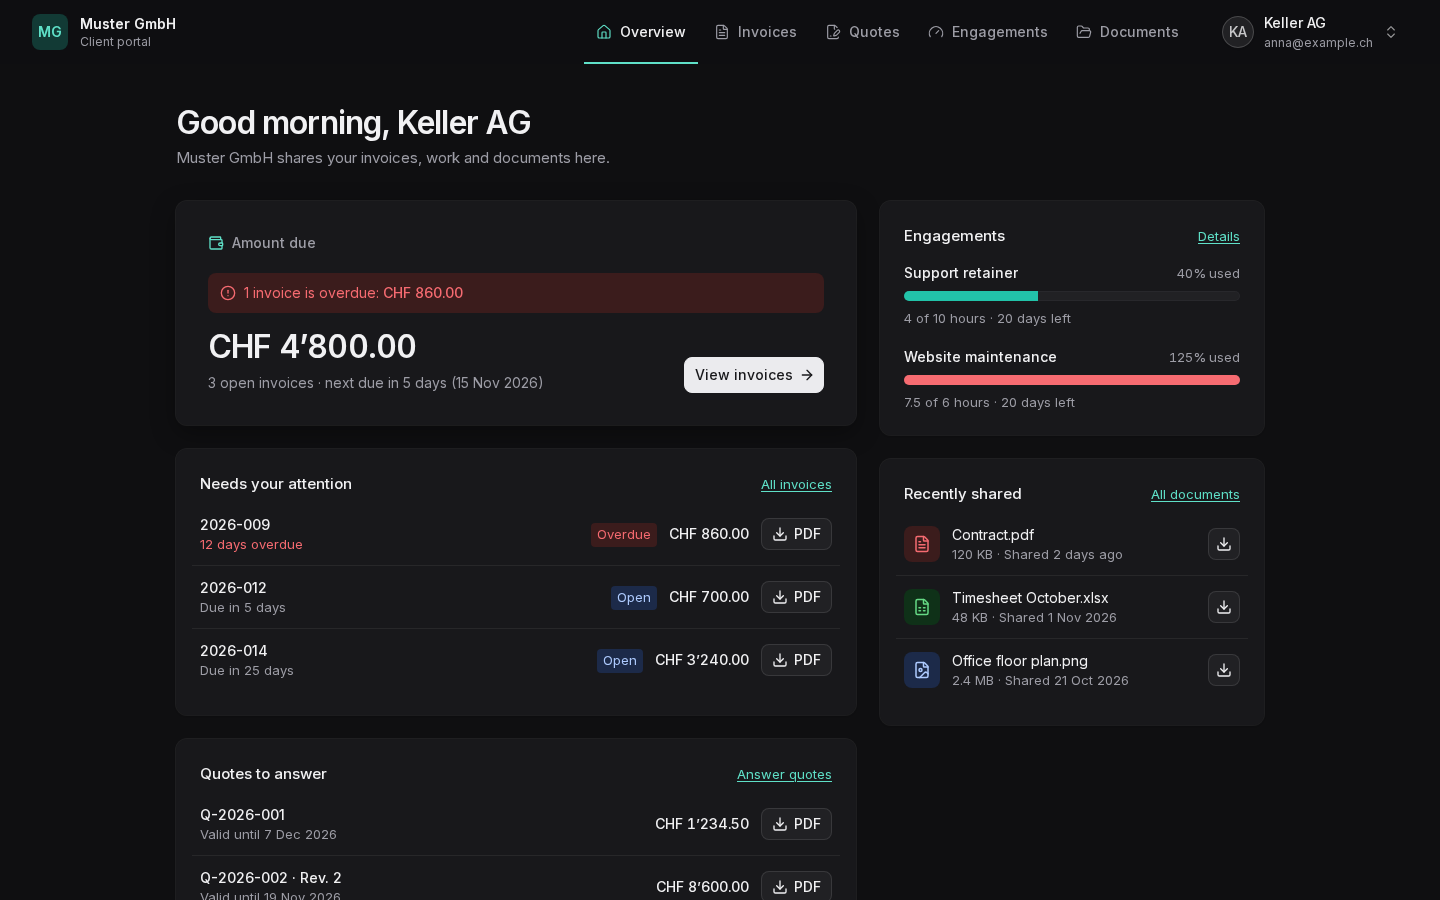 MG
Muster GmbH
Client portal
Overview
Invoices
Quotes
Engagements
Documents
KA
Keller AG
anna@example.ch
Good morning, Keller AG
Muster GmbH shares your invoices, work and documents here.
Amount due
1 invoice is overdue: CHF 860.00
CHF 4’800.00
3 open invoices · next due in 5 days (15 Nov 2026)
View invoices
Needs your attention
All invoices
2026-009
12 days overdue
Overdue
CHF 860.00
PDF
2026-012
Due in 5 days
Open
CHF 700.00
PDF
2026-014
Due in 25 days
Open
CHF 3’240.00
PDF
Quotes to answer
Answer quotes
Q-2026-001
Valid until 7 Dec 2026
CHF 1’234.50
PDF
Q-2026-002 · Rev. 2
Valid until 19 Nov 2026
CHF 8’600.00
PDF
Engagements
Details
Support retainer
40% used
4 of 10 hours · 20 days left
Website maintenance
125% used
7.5 of 6 hours · 20 days left
Recently shared
All documents
Contract.pdf
120 KB · Shared 2 days ago
Timesheet October.xlsx
48 KB · Shared 1 Nov 2026
Office floor plan.png
2.4 MB · Shared 21 Oct 2026